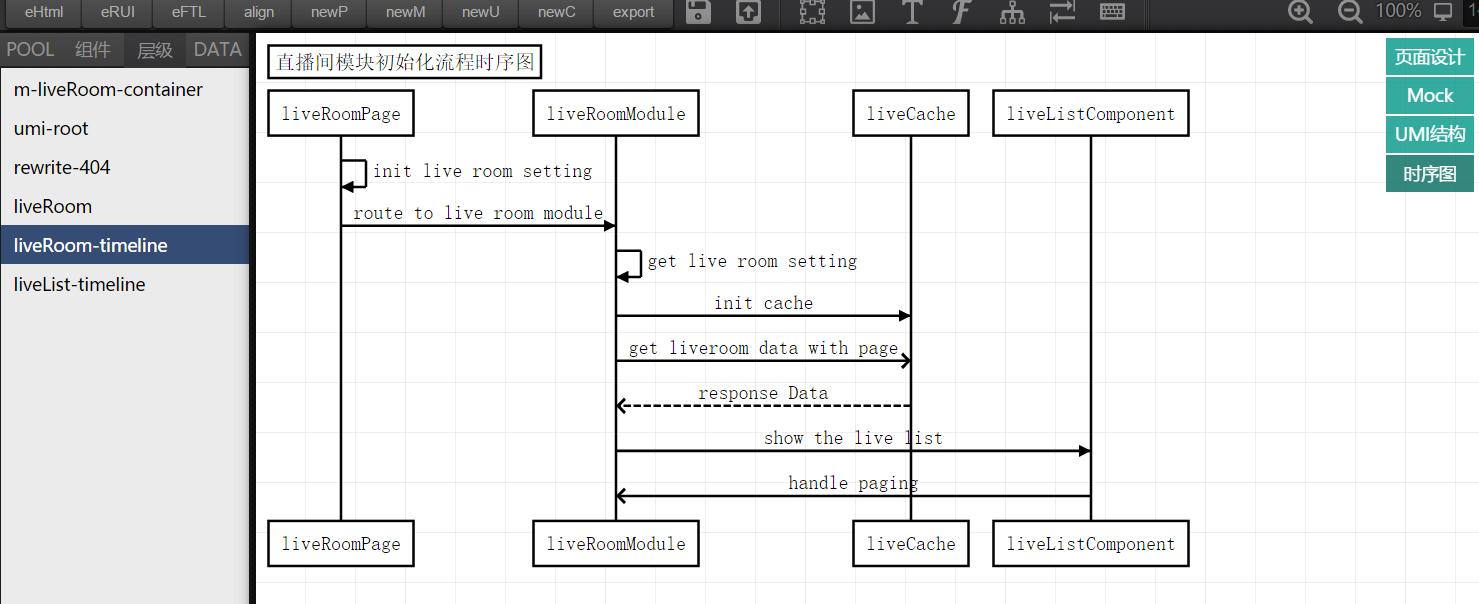 eHtml eRUI eFTL align newP newM newU newC export 100%
POOL 组件 层级 DATA
m-liveRoom-container
umi-root
rewrite-404
liveRoom
liveRoom-timeline
liveList-timeline
直播间模块初始化流程时序图
liveRoomPage liveRoomModule liveCache liveListComponent
init live room setting
route to live room module
get live room setting
init cache
get liveroom data with page
response Data
show the live list
handle paging
liveRoomPage liveRoomModule liveCache liveListComponent
页面设计
Mock
UMI结构
时序图